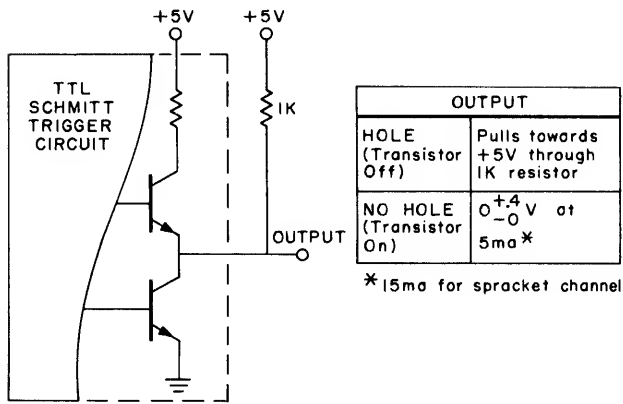 +5V
+5V
TTL
SCHMITT
TRIGGER
CIRCUIT
1K
OUTPUT
OUTPUT
HOLE
(Transistor
Off)
Pulls towards
+5V through
1K resistor
NO HOLE
(Transistor
On)
0 +.4 -0 V at
5ma*
*15ma for spracket channel